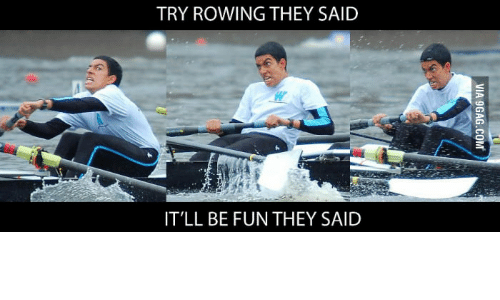 TRY ROWING THEY SAID
VIA 9GAG.COM
IT'LL BE FUN THEY SAID